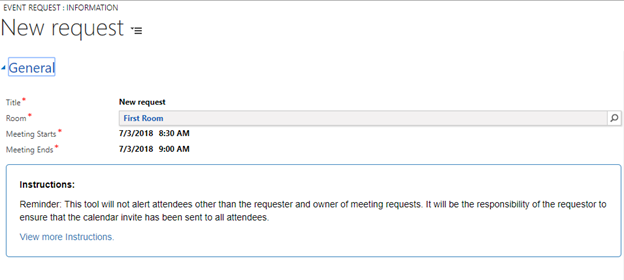 EVENT REQUEST : INFORMATION
New request
General
Title * New request
Room * First Room
Meeting Starts * 7/3/2018 8:30 AM
Meeting Ends * 7/3/2018 9:00 AM
Instructions:
Reminder: This tool will not alert attendees other than the requester and owner of meeting requests. It will be the responsibility of the requestor to
ensure that the calendar invite has been sent to all attendees.
View more Instructions.